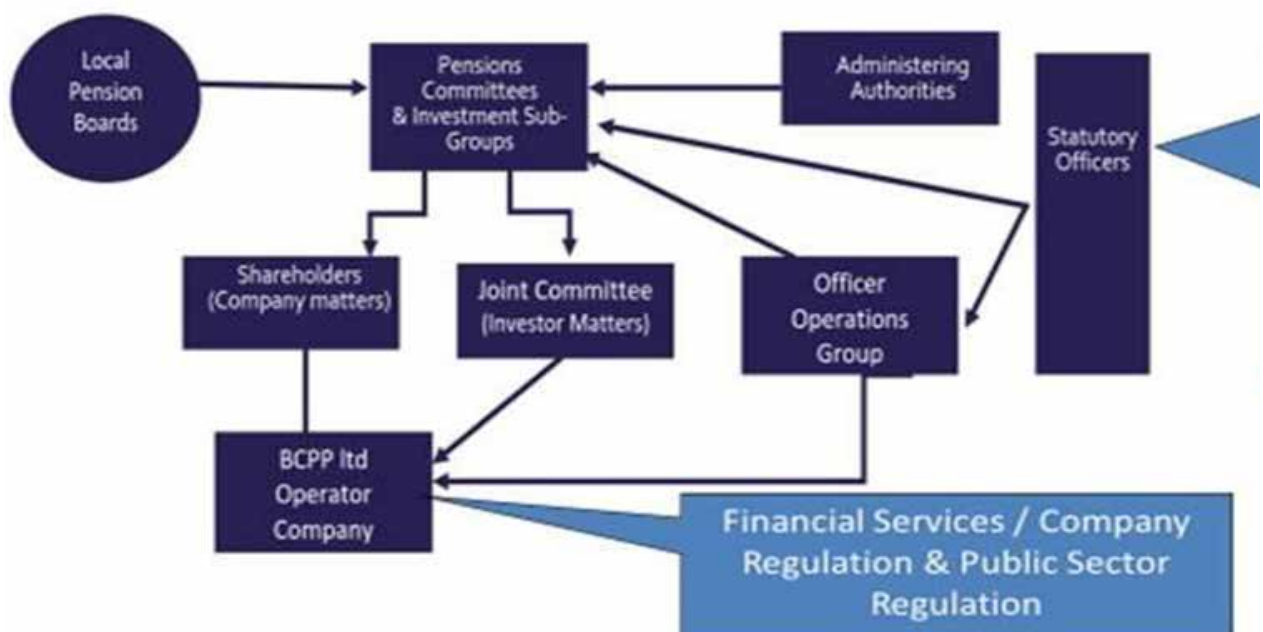 Local
Pension
Boards
Pensions
Committees
& Investment Sub-
Groups
Administering
Authorities
Statutory
Officers
Shareholders
(Company matters)
Joint Committee
(Investor Matters)
Officer
Operations
Group
BCPP ltd
Operator
Company
Financial Services / Company
Regulation & Public Sector
Regulation